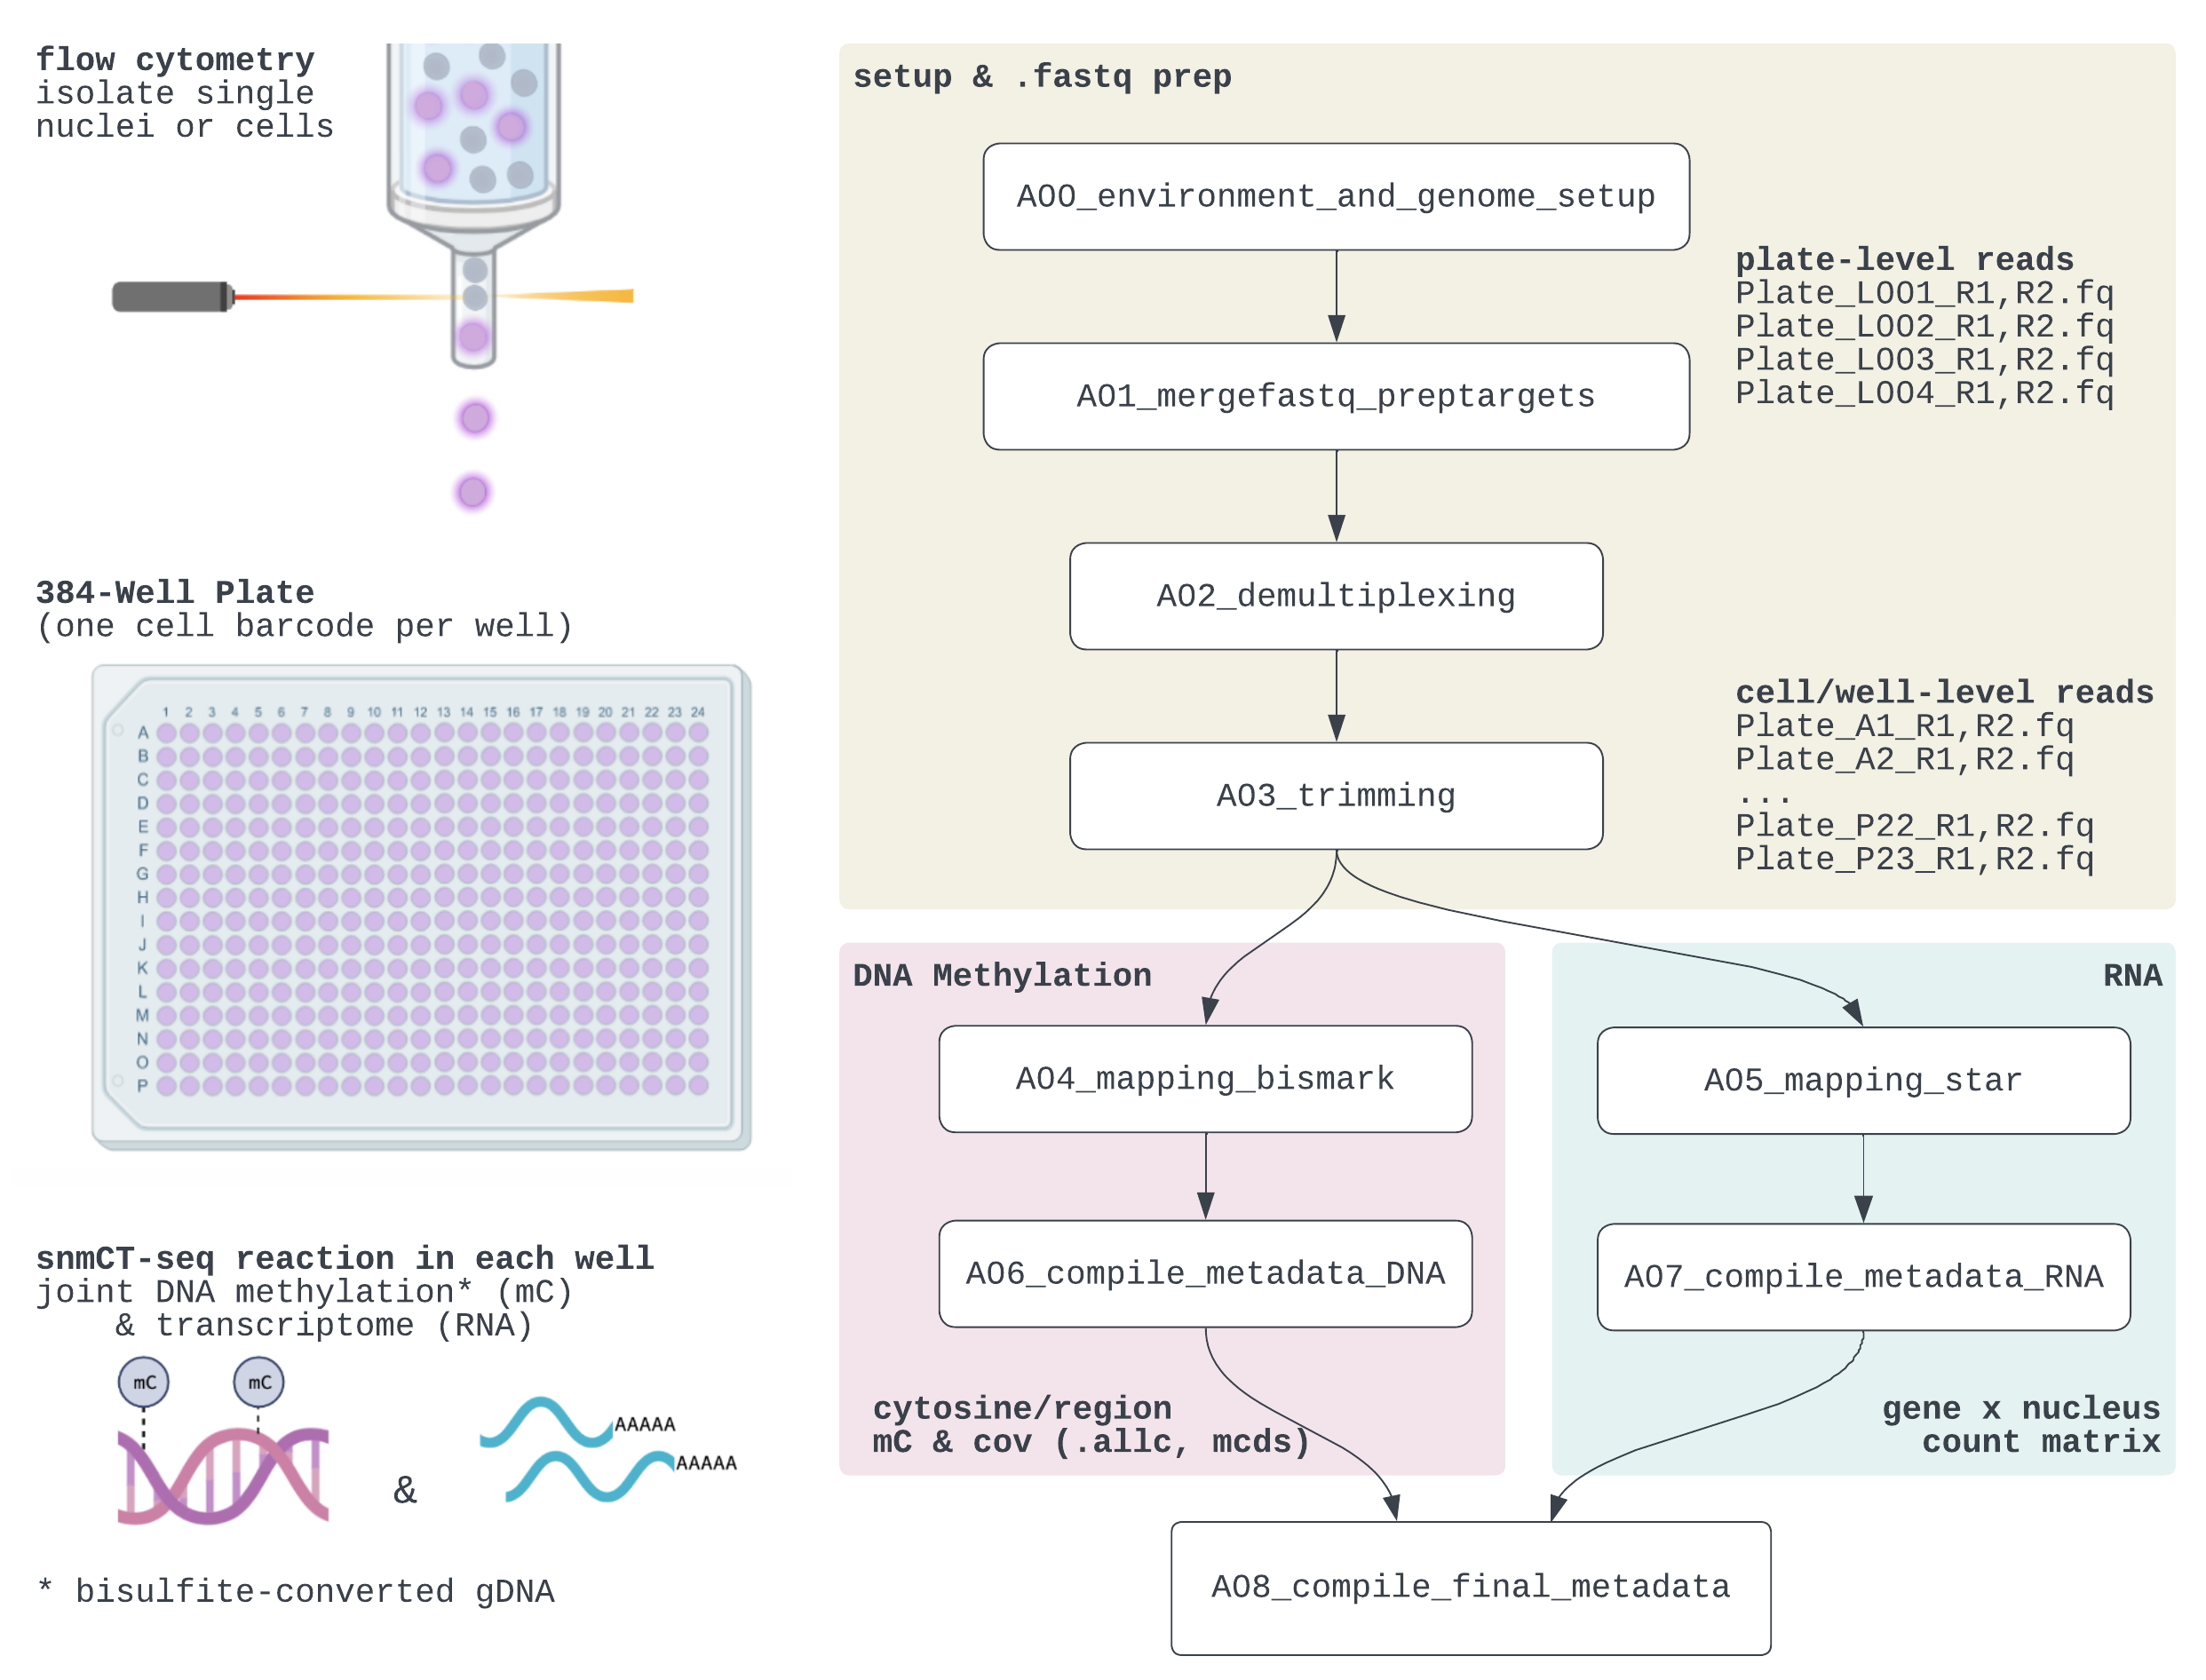 flow cytometry
isolate single
nuclei or cells
384-Well Plate
(one cell barcode per well)
1 2 3 4 5 6 7 8 9 10 11 12 13 14 15 16 17 18 19 20 21 22 23 24
A
B
C
D
E
F
G
H
I
J
K
L
M
N
O
P
snmCT-seq reaction in each well
joint DNA methylation* (mC)
& transcriptome (RNA)
mC mC
AAAAA
AAAAA
&
* bisulfite-converted gDNA
setup & .fastq prep
A00_environment_and_genome_setup
plate-level reads
Plate_L001_R1,R2.fq
Plate_L002_R1,R2.fq
Plate_L003_R1,R2.fq
Plate_L004_R1,R2.fq
A01_mergefastq_preptargets
A02_demultiplexing
A03_trimming
cell/well-level reads
Plate_A1_R1,R2.fq
Plate_A2_R1,R2.fq
...
Plate_P22_R1,R2.fq
Plate_P23_R1,R2.fq
DNA Methylation
A04_mapping_bismark
A06_compile_metadata_DNA
cytosine/region
mC & cov (.allc, mcds)
RNA
A05_mapping_star
A07_compile_metadata_RNA
gene x nucleus
count matrix
A08_compile_final_metadata